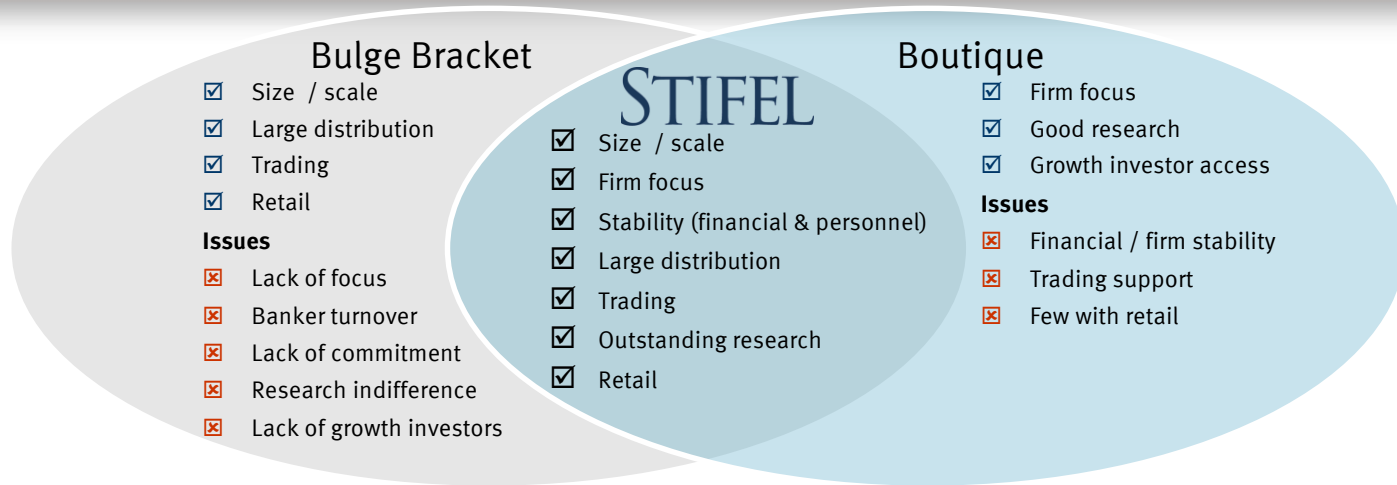 Bulge Bracket
Size / scale
Large distribution
Trading
Retail
Issues
Lack of focus
Banker turnover
Lack of commitment
Research indifference
Lack of growth investors
STIFEL
Size / scale
Firm focus
Stability (financial & personnel)
Large distribution
Trading
Outstanding research
Retail
Boutique
Firm focus
Good research
Growth investor access
Issues
Financial / firm stability
Trading support
Few with retail